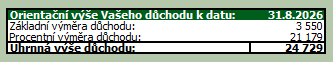 Orientační výše Vašeho důchodu k datu: 31.8.2026
Základní výměra důchodu: 3 550
Procentní výměra důchodu: 21 179
Úhrnná výše důchodu: 24 729